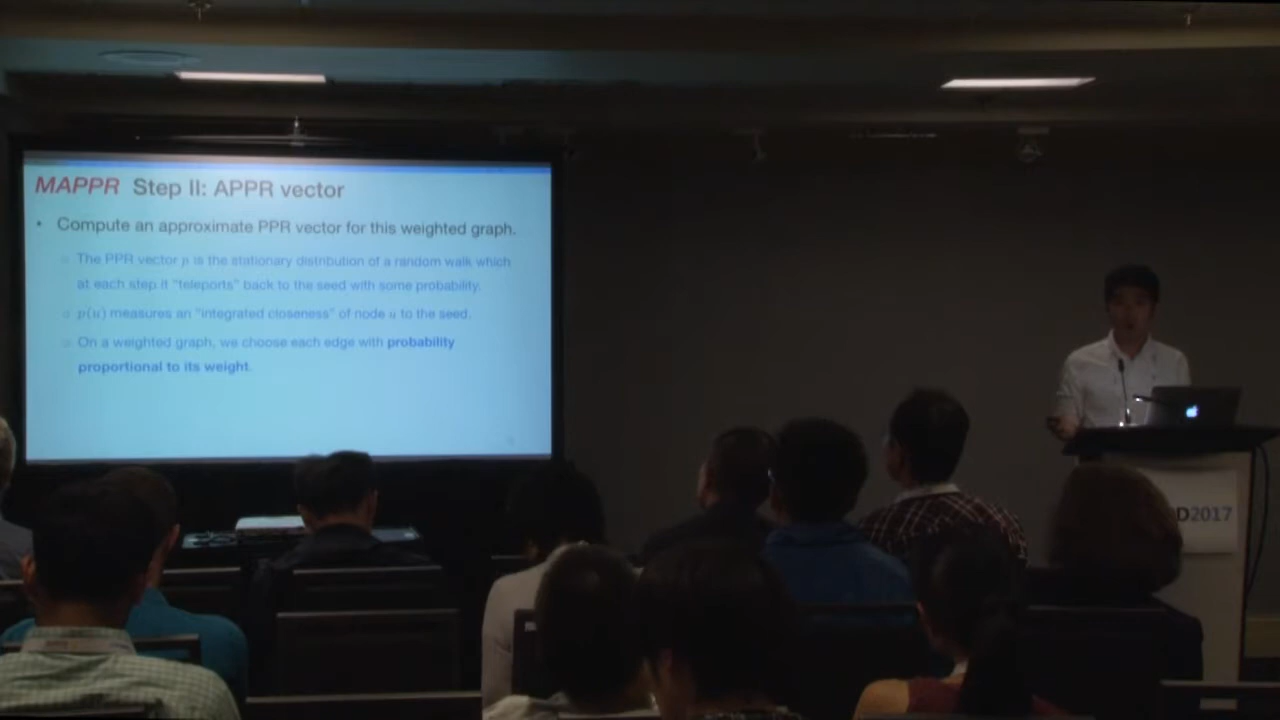 MAPPR Step II: APPR vector
• Compute an approximate PPR vector for this weighted graph.
The PPR vector p is the stationary distribution of a random walk which
at each step it "teleports" back to the seed with some probability.
p(u) measures an "integrated closeness" of node u to the seed.
On a weighted graph, we choose each edge with probability
proportional to its weight.
D2017